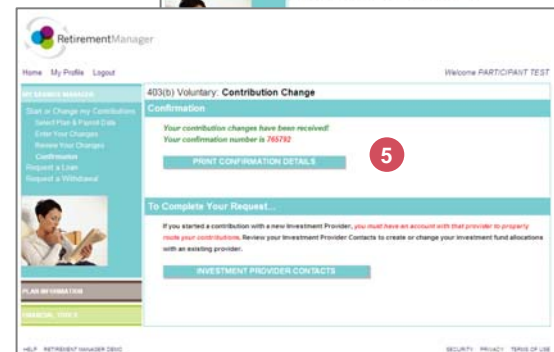 RetirementManager
Home My Profile Logout
Welcome PARTICIPANT TEST
MY SAVINGS MANAGER
403(b) Voluntary: Contribution Change
Start or Change my Contributions
Select Plan & Payroll Date
Enter Your Changes
Review Your Changes
Confirmation
Request a Loan
Request a Withdrawal
Confirmation
Your contribution changes have been received!
Your confirmation number is 765792
PRINT CONFIRMATION DETAILS
5
To Complete Your Request...
If you started a contribution with a new Investment Provider, you must have an account with that provider to properly
route your contributions. Review your Investment Provider Contacts to create or change your investment fund allocations
with an existing provider.
INVESTMENT PROVIDER CONTACTS
PLAN INFORMATION
FINANCIAL TOOLS
HELP RETIREMENT MANAGER DEMO
SECURITY PRIVACY TERMS OF USE